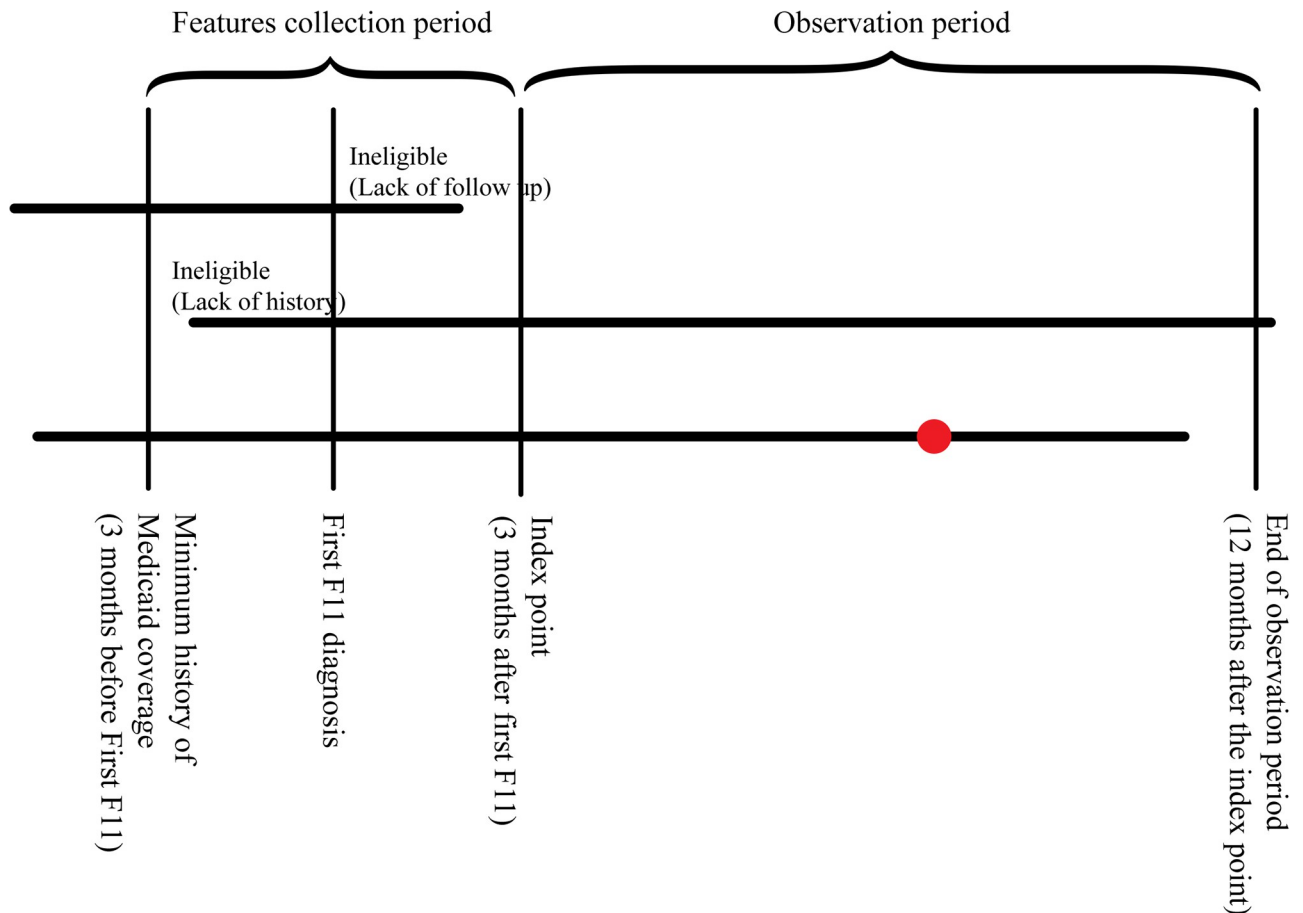 Features collection period
Observation period
Ineligible
(Lack of follow up)
Ineligible
(Lack of history)
Minimum history of
Medicaid coverage
(3 months before First F11)
First F11 diagnosis
Index point
(3 months after first F11)
End of observation period
(12 months after the index point)